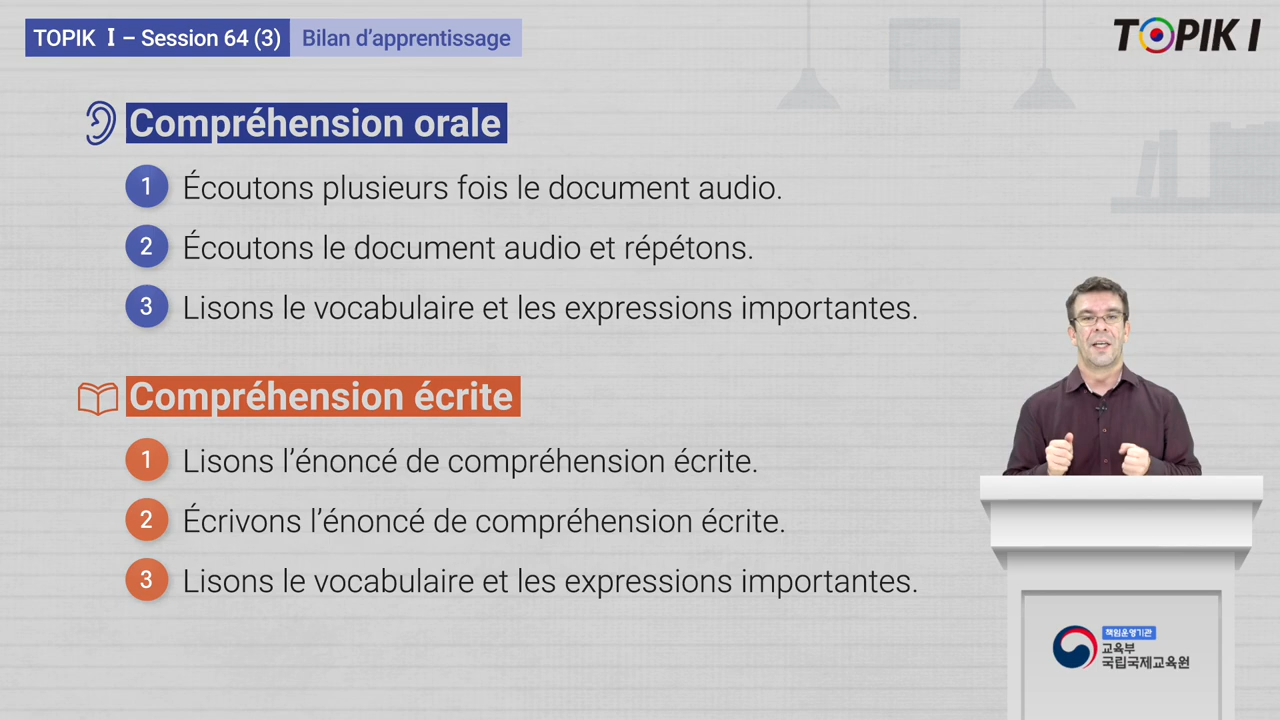 TOPIK Ⅰ – Session 64 (3) Bilan d’apprentissage
TOPIK I
Compréhension orale
1 Écoutons plusieurs fois le document audio.
2 Écoutons le document audio et répétons.
3 Lisons le vocabulaire et les expressions importantes.
Compréhension écrite
1 Lisons l’énoncé de compréhension écrite.
2 Écrivons l’énoncé de compréhension écrite.
3 Lisons le vocabulaire et les expressions importantes.
책임운영기관
교육부
국립국제교육원